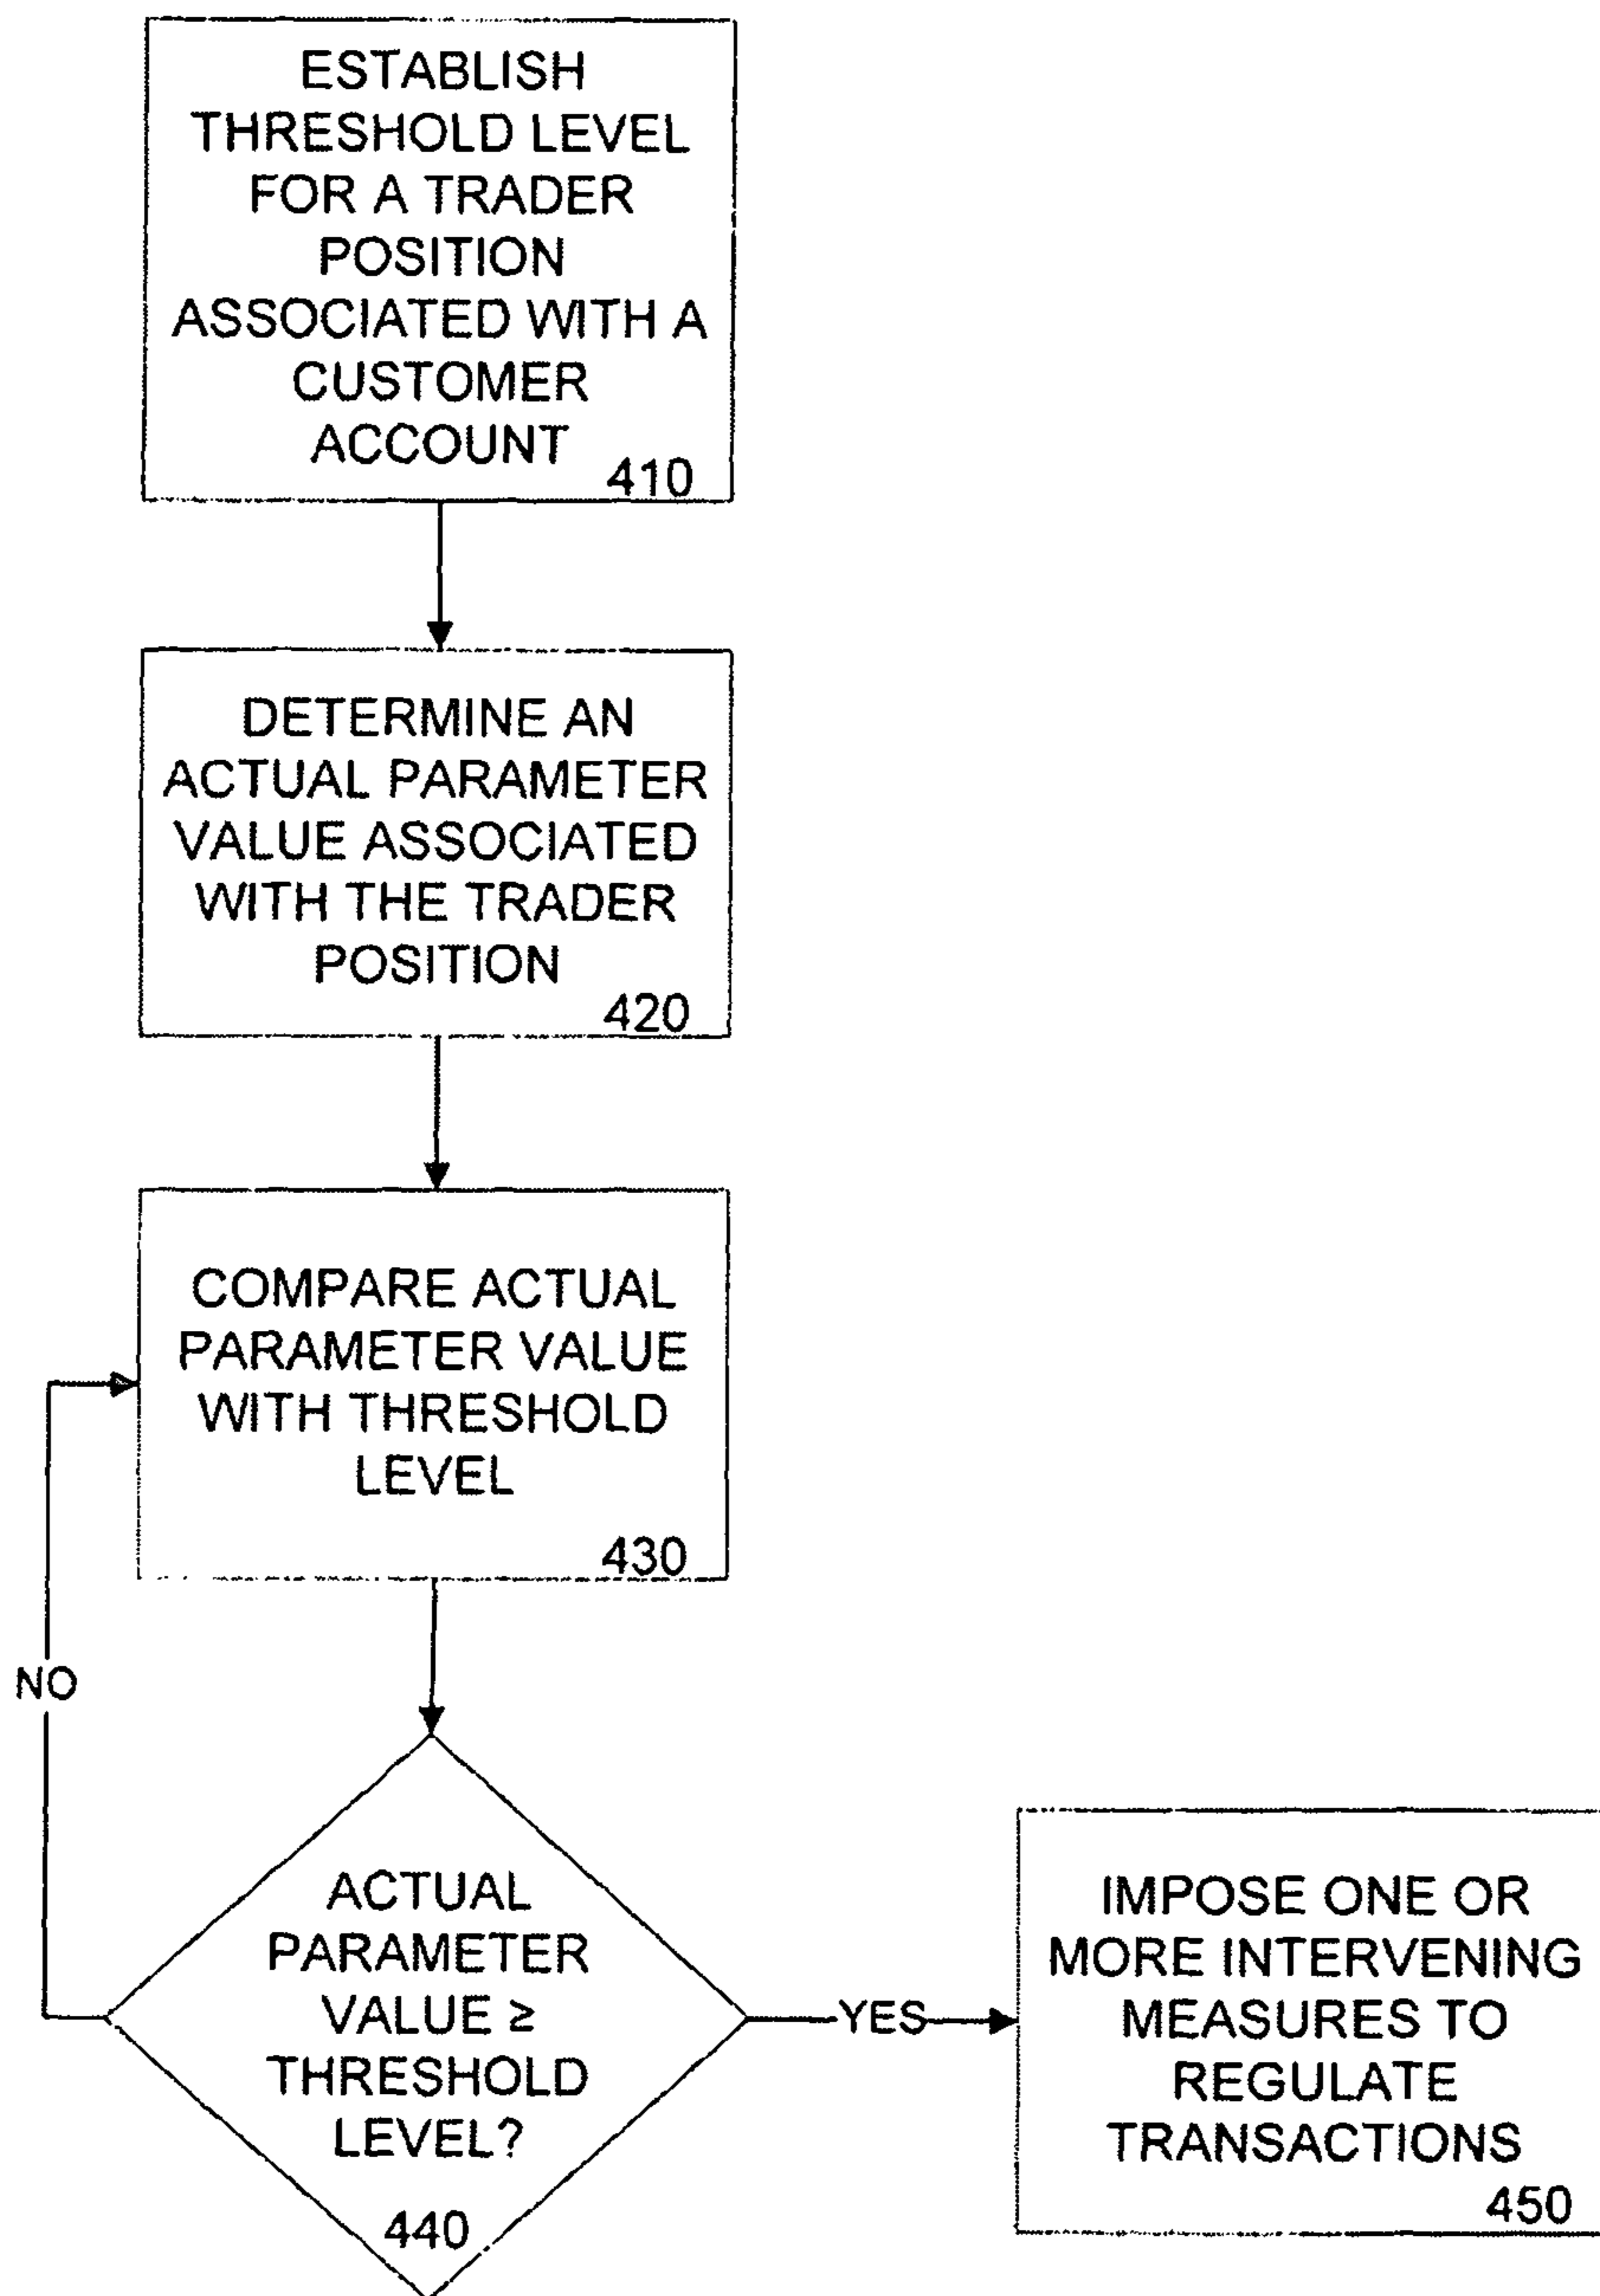 ESTABLISH
THRESHOLD LEVEL
FOR A TRADER
POSITION
ASSOCIATED WITH A
CUSTOMER
ACCOUNT
410
DETERMINE AN
ACTUAL PARAMETER
VALUE ASSOCIATED
WITH THE TRADER
POSITION
420
COMPARE ACTUAL
PARAMETER VALUE
WITH THRESHOLD
LEVEL
430
NO
ACTUAL
PARAMETER
VALUE ≥
THRESHOLD
LEVEL?
440
YES
IMPOSE ONE OR
MORE INTERVENING
MEASURES TO
REGULATE
TRANSACTIONS
450